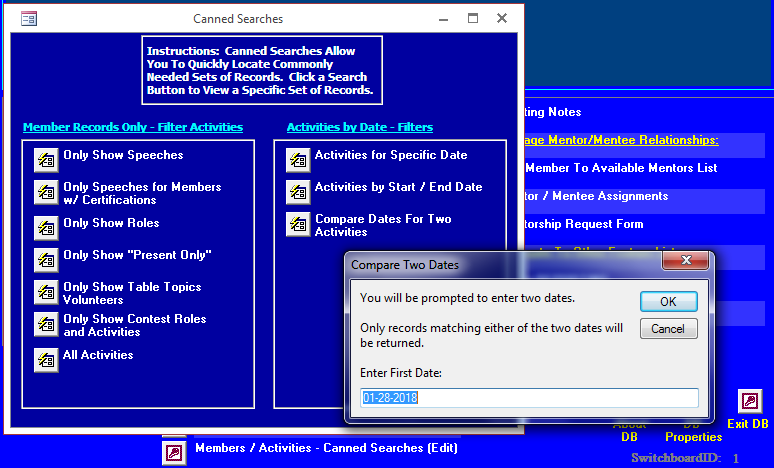 Canned Searches
Instructions: Canned Searches Allow
You To Quickly Locate Commonly
Needed Sets of Records. Click a Search
Button to View a Specific Set of Records.
Member Records Only - Filter Activities
Only Show Speeches
Only Speeches for Members
w/ Certifications
Only Show Roles
Only Show "Present Only"
Only Show Table Topics
Volunteers
Only Show Contest Roles
and Activities
All Activities
Activities by Date - Filters
Activities for Specific Date
Activities by Start / End Date
Compare Dates For Two
Activities
ting Notes
age Mentor/Mentee Relationships:
Member To Available Mentors List
tor / Mentee Assignments
torship Request Form
Compare Two Dates
You will be prompted to enter two dates.
Only records matching either of the two dates will
be returned.
Enter First Date:
01-28-2018
OK
Cancel
About
DB
DB
Properties
Exit DB
Members / Activities - Canned Searches (Edit)
SwitchboardID: 1